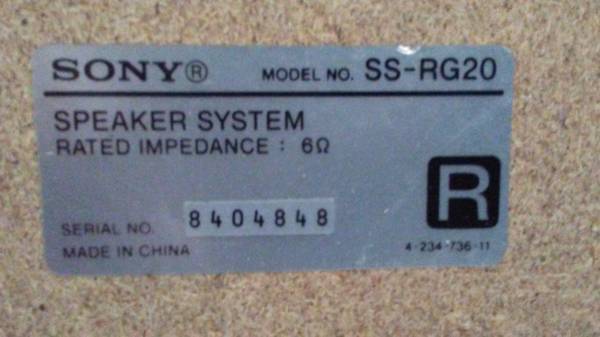 SONY® MODEL NO. SS-RG20
SPEAKER SYSTEM
RATED IMPEDANCE : 6Ω
R
SERIAL NO. 8404848
MADE IN CHINA
4-234-736-11